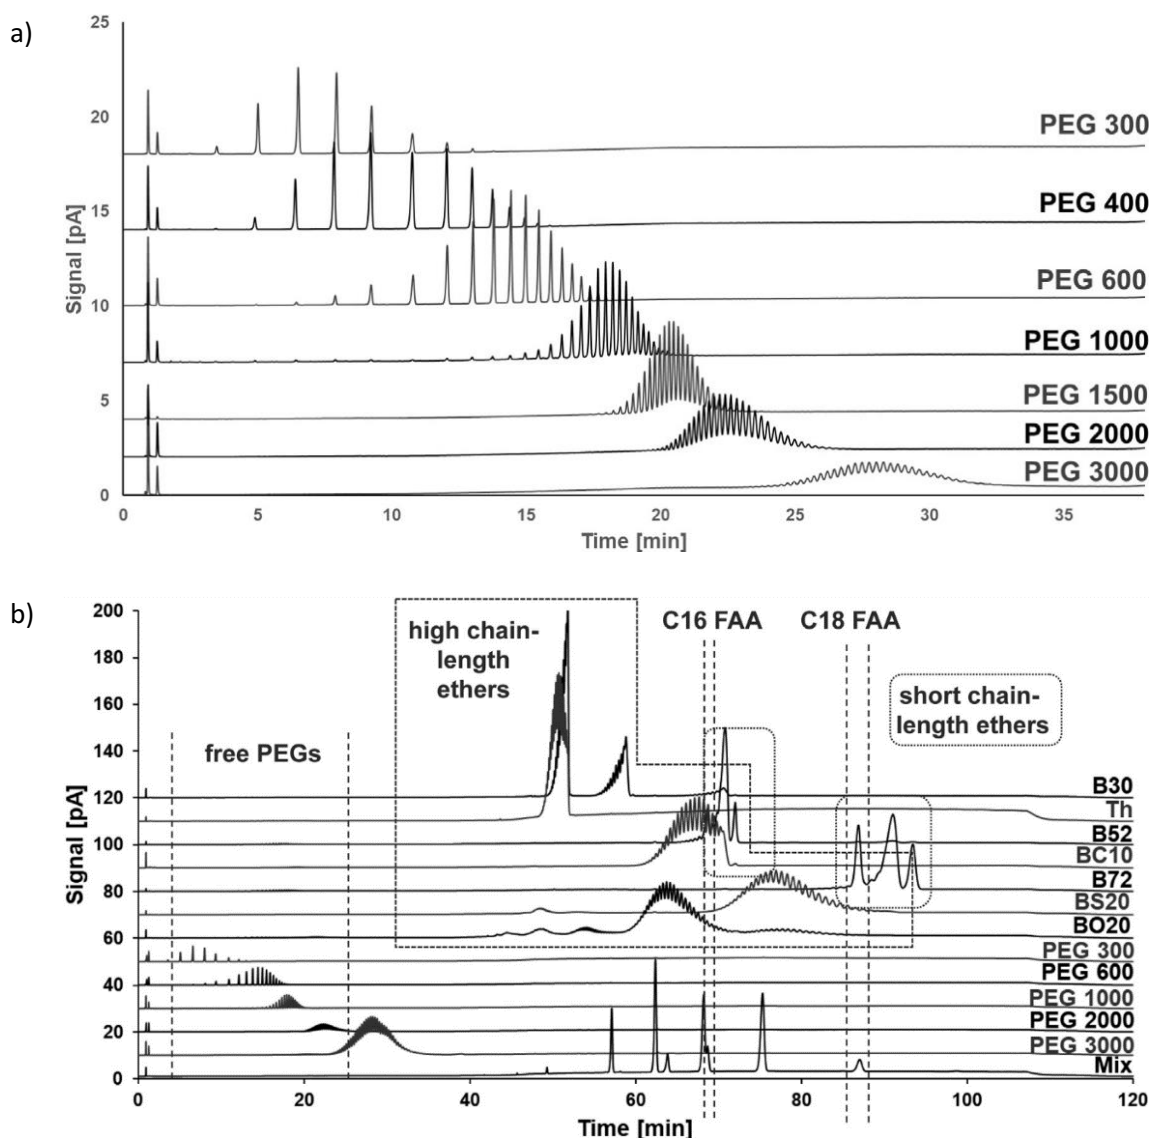 a)
25
20
15
10
5
0
Signal [pA]
PEG 300
PEG 400
PEG 600
PEG 1000
PEG 1500
PEG 2000
PEG 3000
0 5 10 15 20 25 30 35
Time [min]
b)
200
180
160
140
120
100
80
60
40
20
0
Signal [pA]
free PEGs
high chain-
length
ethers
C16 FAA
C18 FAA
short chain-
length ethers
B30
Th
B52
BC10
B72
BS20
BO20
PEG 300
PEG 600
PEG 1000
PEG 2000
PEG 3000
Mix
0 20 40 60 80 100 120
Time [min]